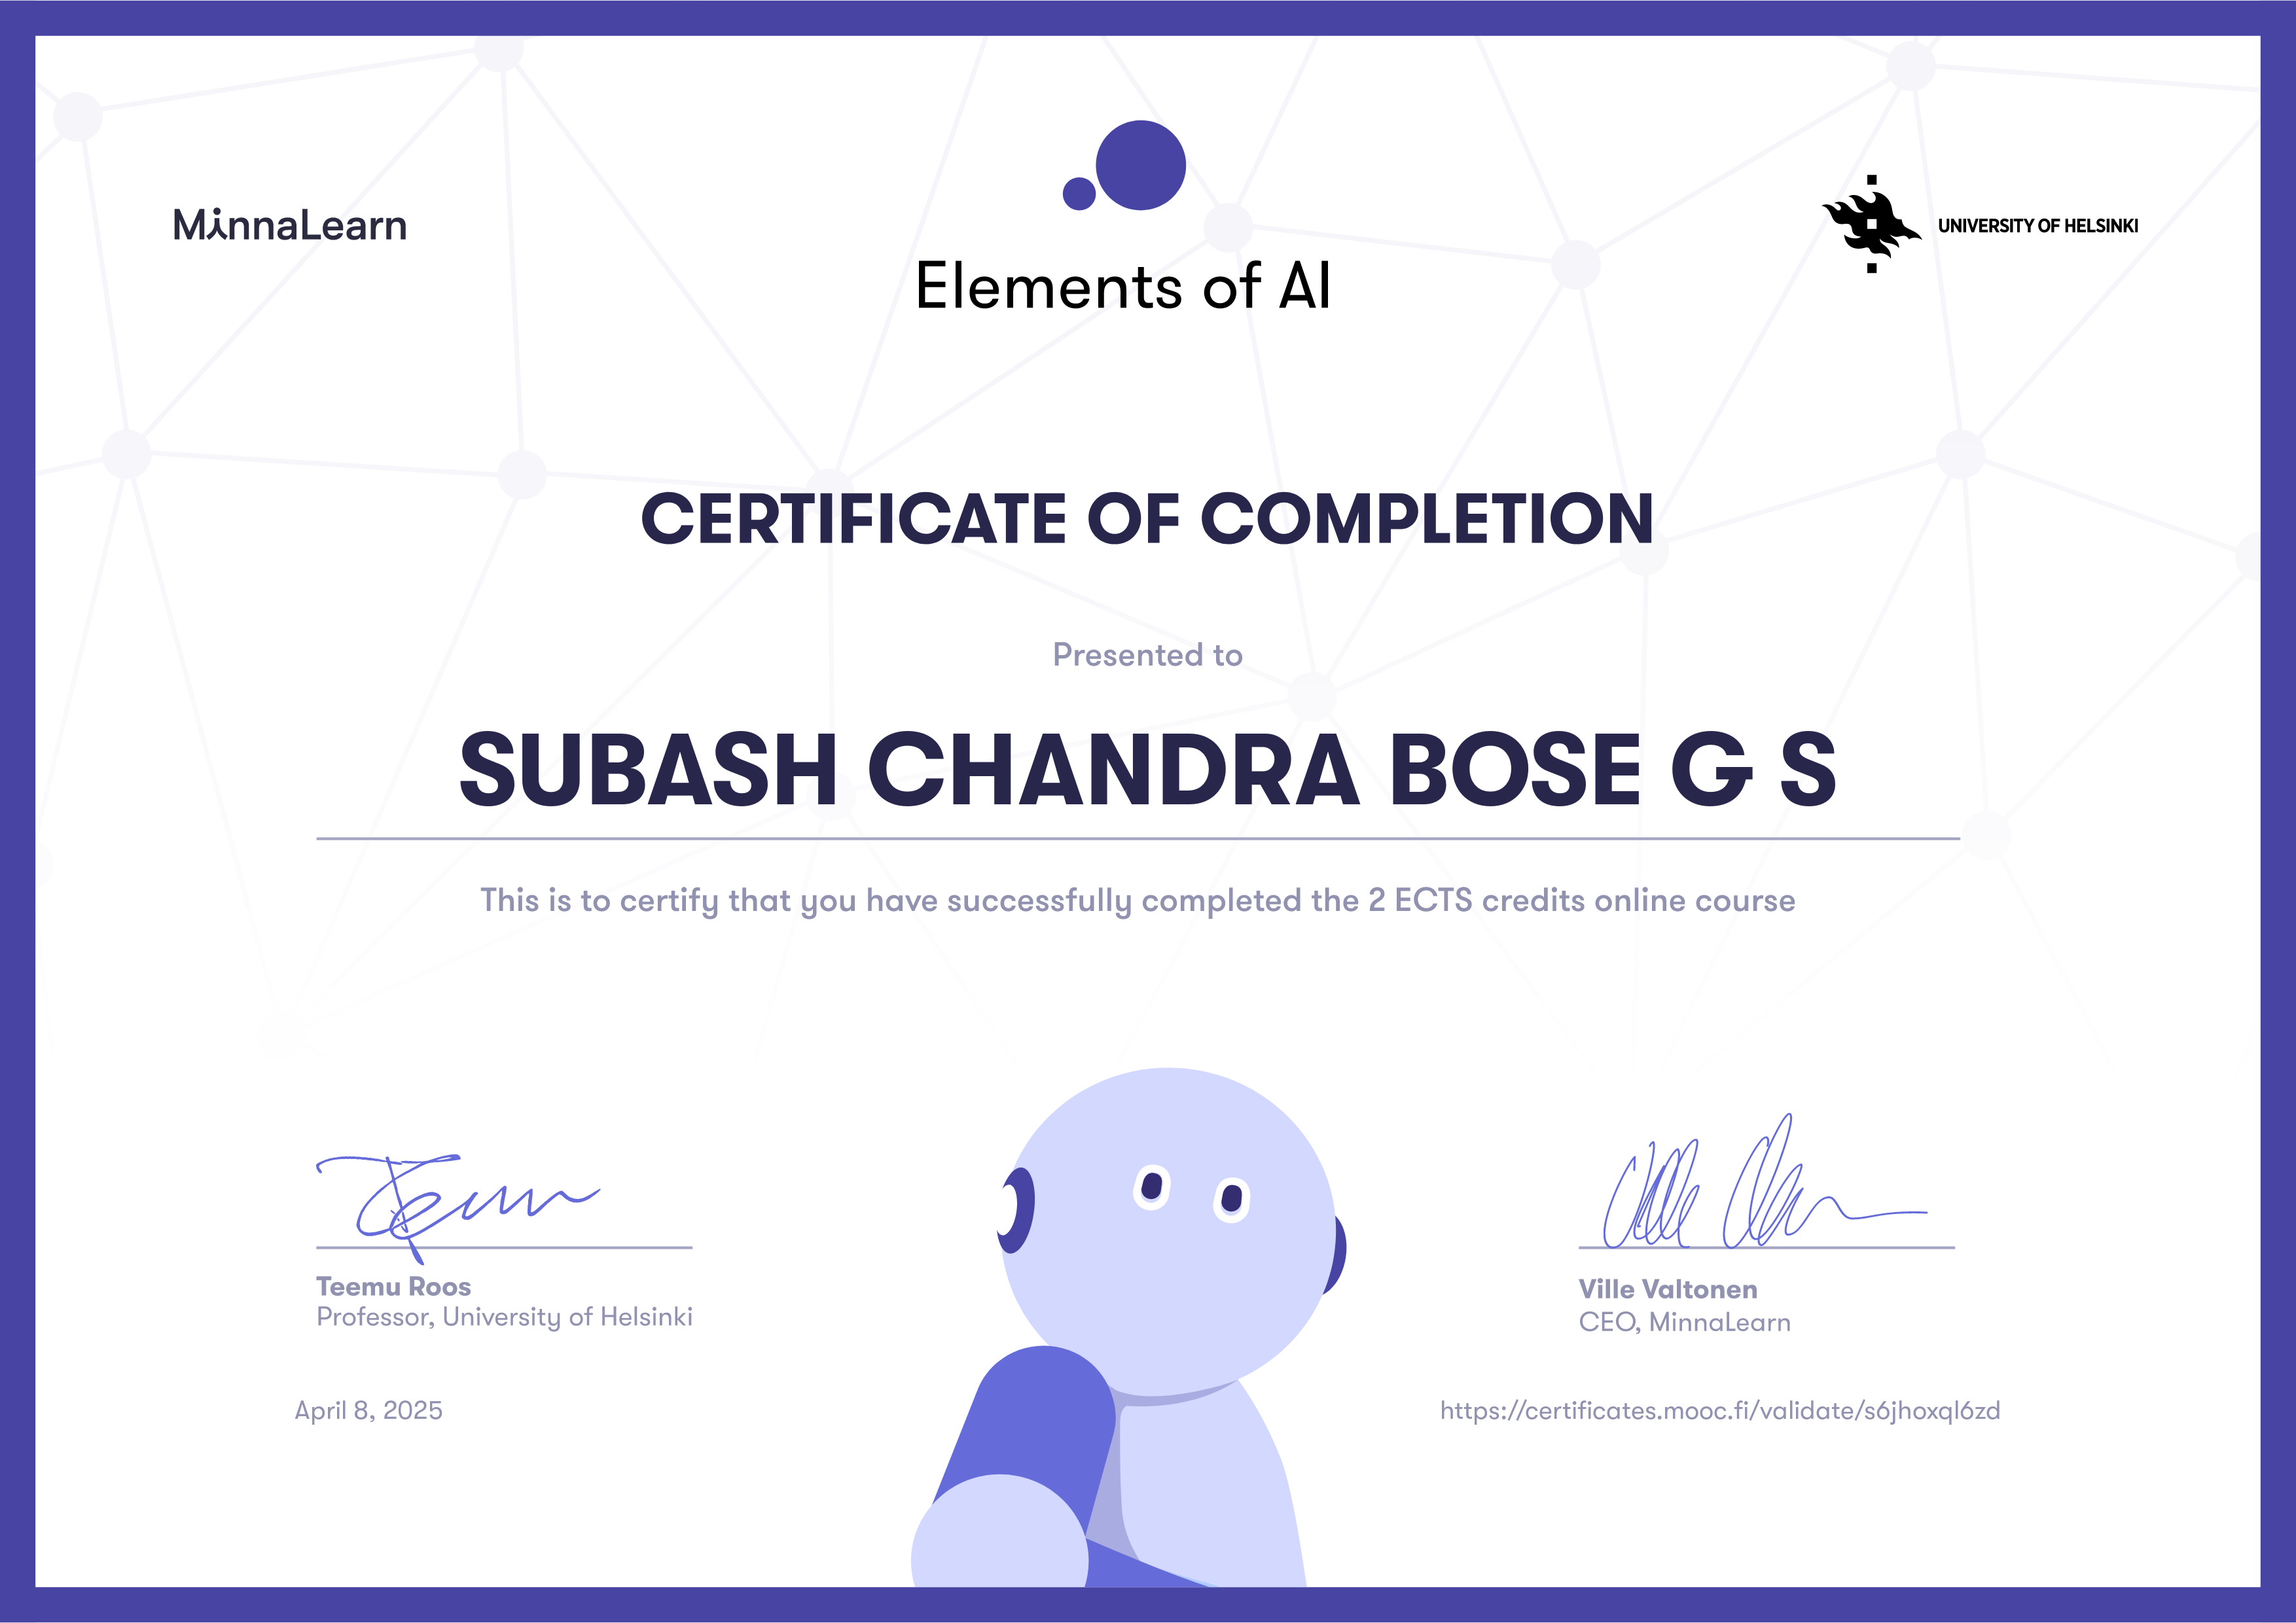 MinnaLearn
Elements of AI
UNIVERSITY OF HELSINKI
CERTIFICATE OF COMPLETION
Presented to
SUBASH CHANDRA BOSE G S
This is to certify that you have successfully completed the 2 ECTS credits online course
Teemu Roos
Professor, University of Helsinki
April 8, 2025
Ville Valtonen
CEO, MinnaLearn
https://certificates.mooc.fi/validate/s6jhoxql6zd